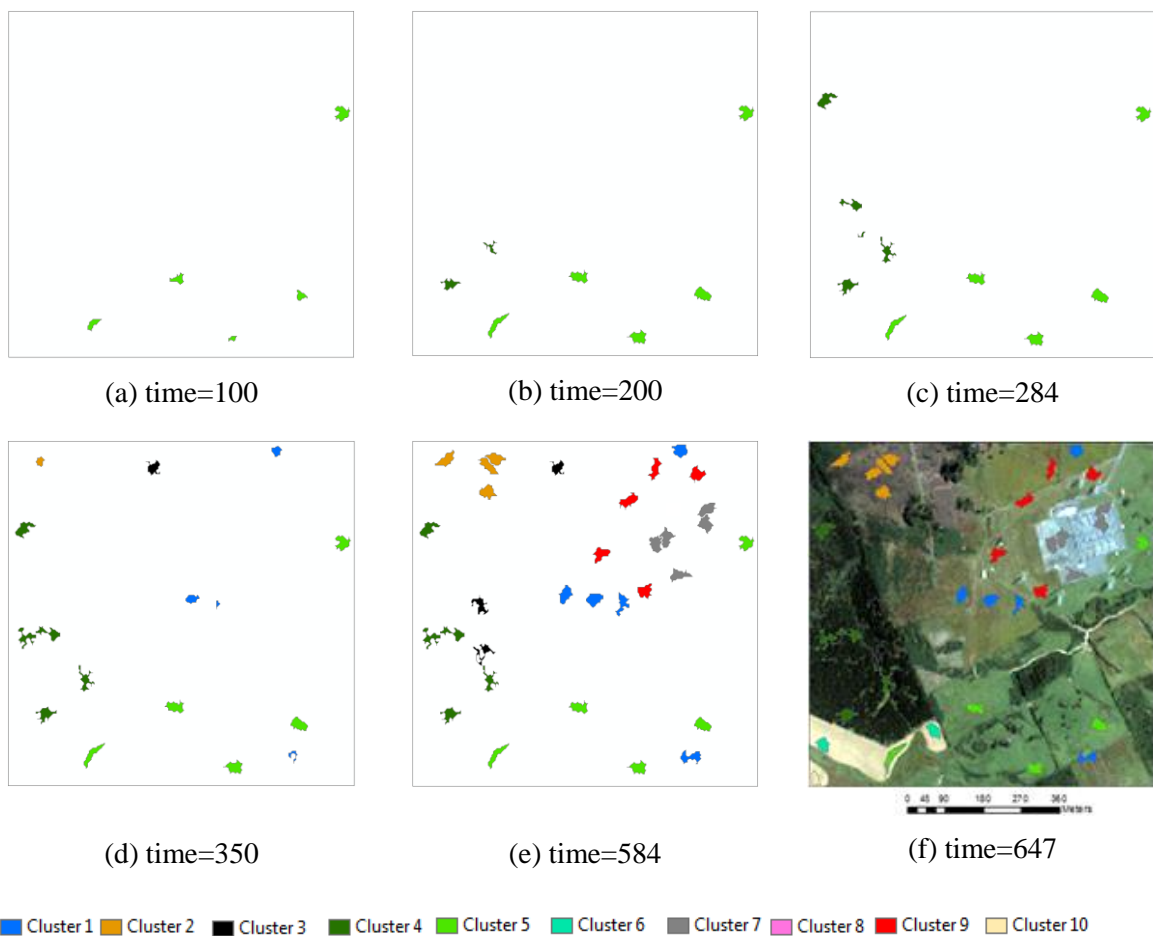 (a) time=100 (b) time=200 (c) time=284
0 45 90 180 270 360
Meters
(d) time=350 (e) time=584 (f) time=647
Cluster 1 Cluster 2 Cluster 3 Cluster 4 Cluster 5 Cluster 6 Cluster 7 Cluster 8 Cluster 9 Cluster 10